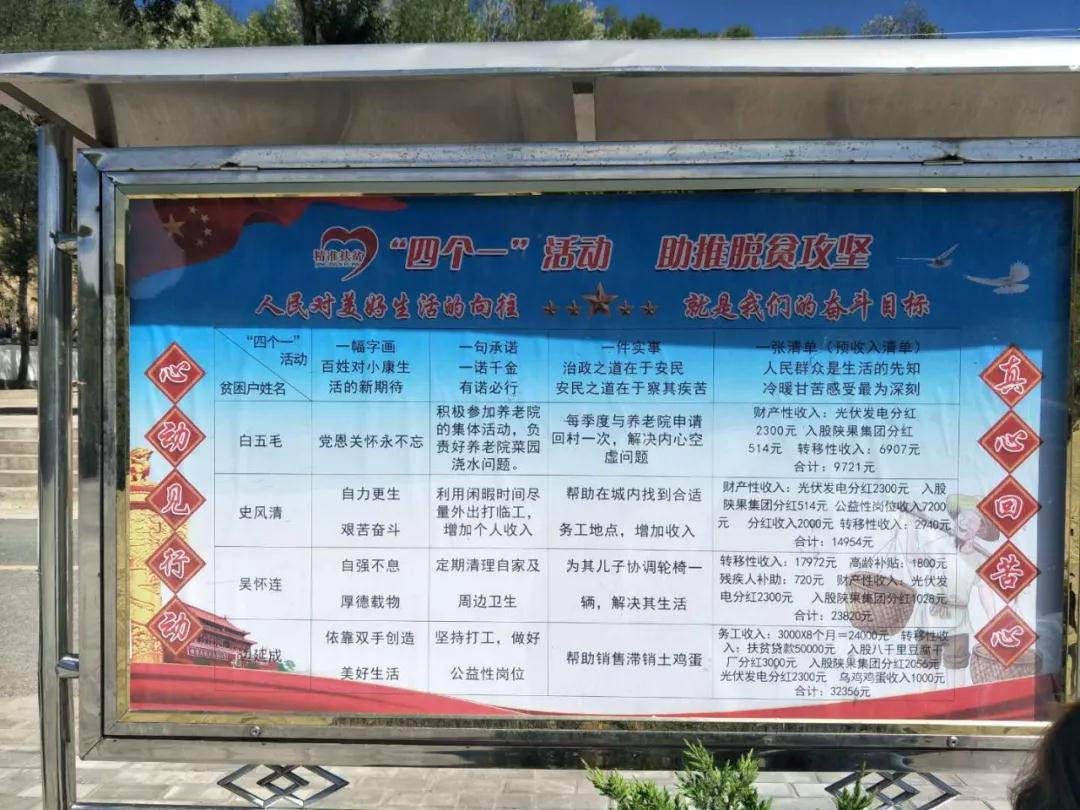 精准扶贫
“四个一”活动 助推脱贫攻坚
人民对美好生活的向往 就是我们的奋斗目标
心动见行动
真心回告心
“四个一”
活动
贫困户姓名
一幅字画
百姓对小康生
活的新期待
一句承诺
一诺千金
有诺必行
一件实事
治政之道在于安民
安民之道在于察其疾苦
一张清单（预收入清单）
人民群众是生活的先知
冷暖甘苦感受最为深刻
白五毛
党恩关怀永不忘
积极参加养老院
的集体活动，负
责好养老院菜园
浇水问题。
每季度与养老院申请
回村一次，解决内心空
虚问题
财产性收入：光伏发电分红
2300元 入股陕果集团分红
514元 转移性收入：6907元
合计：9721元
史风清
自力更生
艰苦奋斗
利用闲暇时间尽
量外出打临工，
增加个人收入
帮助在城内找到合适
务工地点，增加收入
财产性收入：光伏发电分红2300元 入股
陕果集团分红514元 公益性岗位收入7200
元 分红收入2000元 转移性收入：2940元
合计：14954元
吴怀连
自强不息
厚德载物
定期清理自家及
周边卫生
为其儿子协调轮椅一
辆，解决其生活
转移性收入：17972元 高龄补贴：1800元
残疾人补助：720元 财产性收入：光伏发
电分红2300元 入股陕果集团分红1028元
合计：23820元
延成
依靠双手创造
美好生活
坚持打工，做好
公益性岗位
帮助销售滞销土鸡蛋
务工收入：3000X8个月＝24000元 转移性收
入：扶贫贷款50000元 入股八千里豆腐干
厂分红3000元 入股陕果集团分红2056元
光伏发电分红2300元 乌鸡鸡蛋收入1000元
合计：32356元